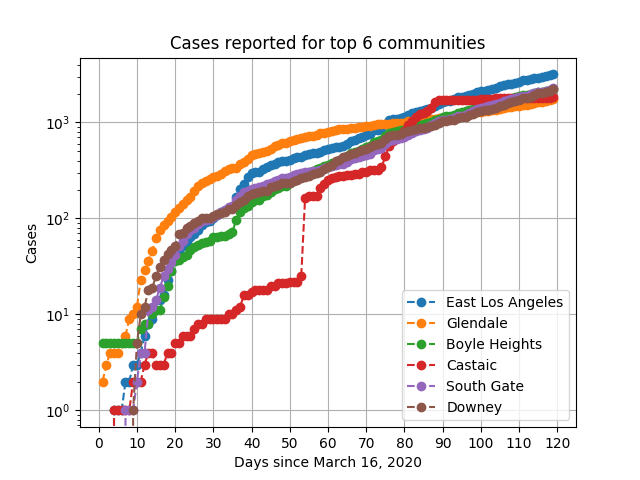 Cases reported for top 6 communities
Cases
10³
10²
10¹
10⁰
East Los Angeles
Glendale
Boyle Heights
Castaic
South Gate
Downey
0 10 20 30 40 50 60 70 80 90 100 110 120
Days since March 16, 2020